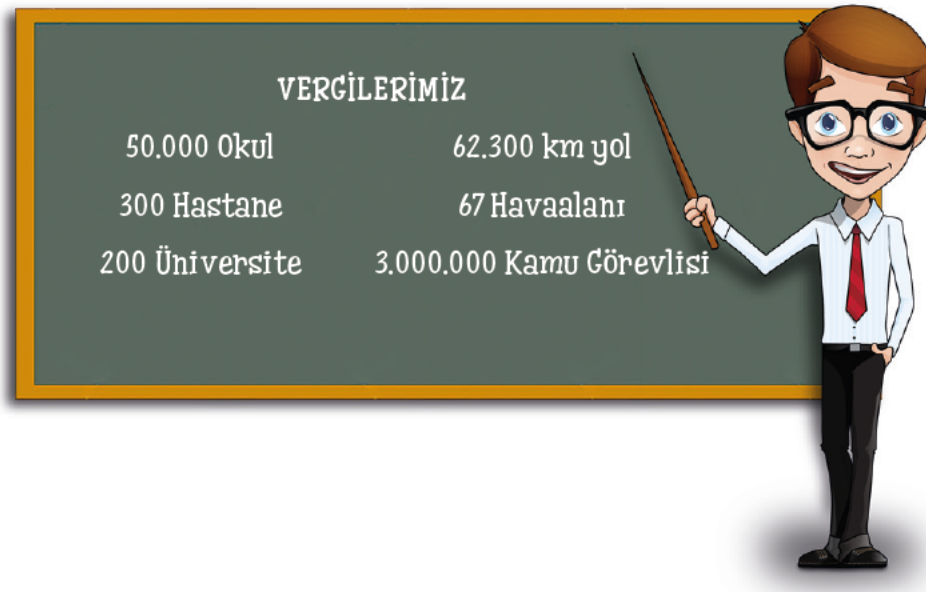 VERGİLERİMİZ
50.000 Okul
62.300 km yol
300 Hastane
67 Havaalanı
200 Üniversite
3.000.000 Kamu Görevlisi